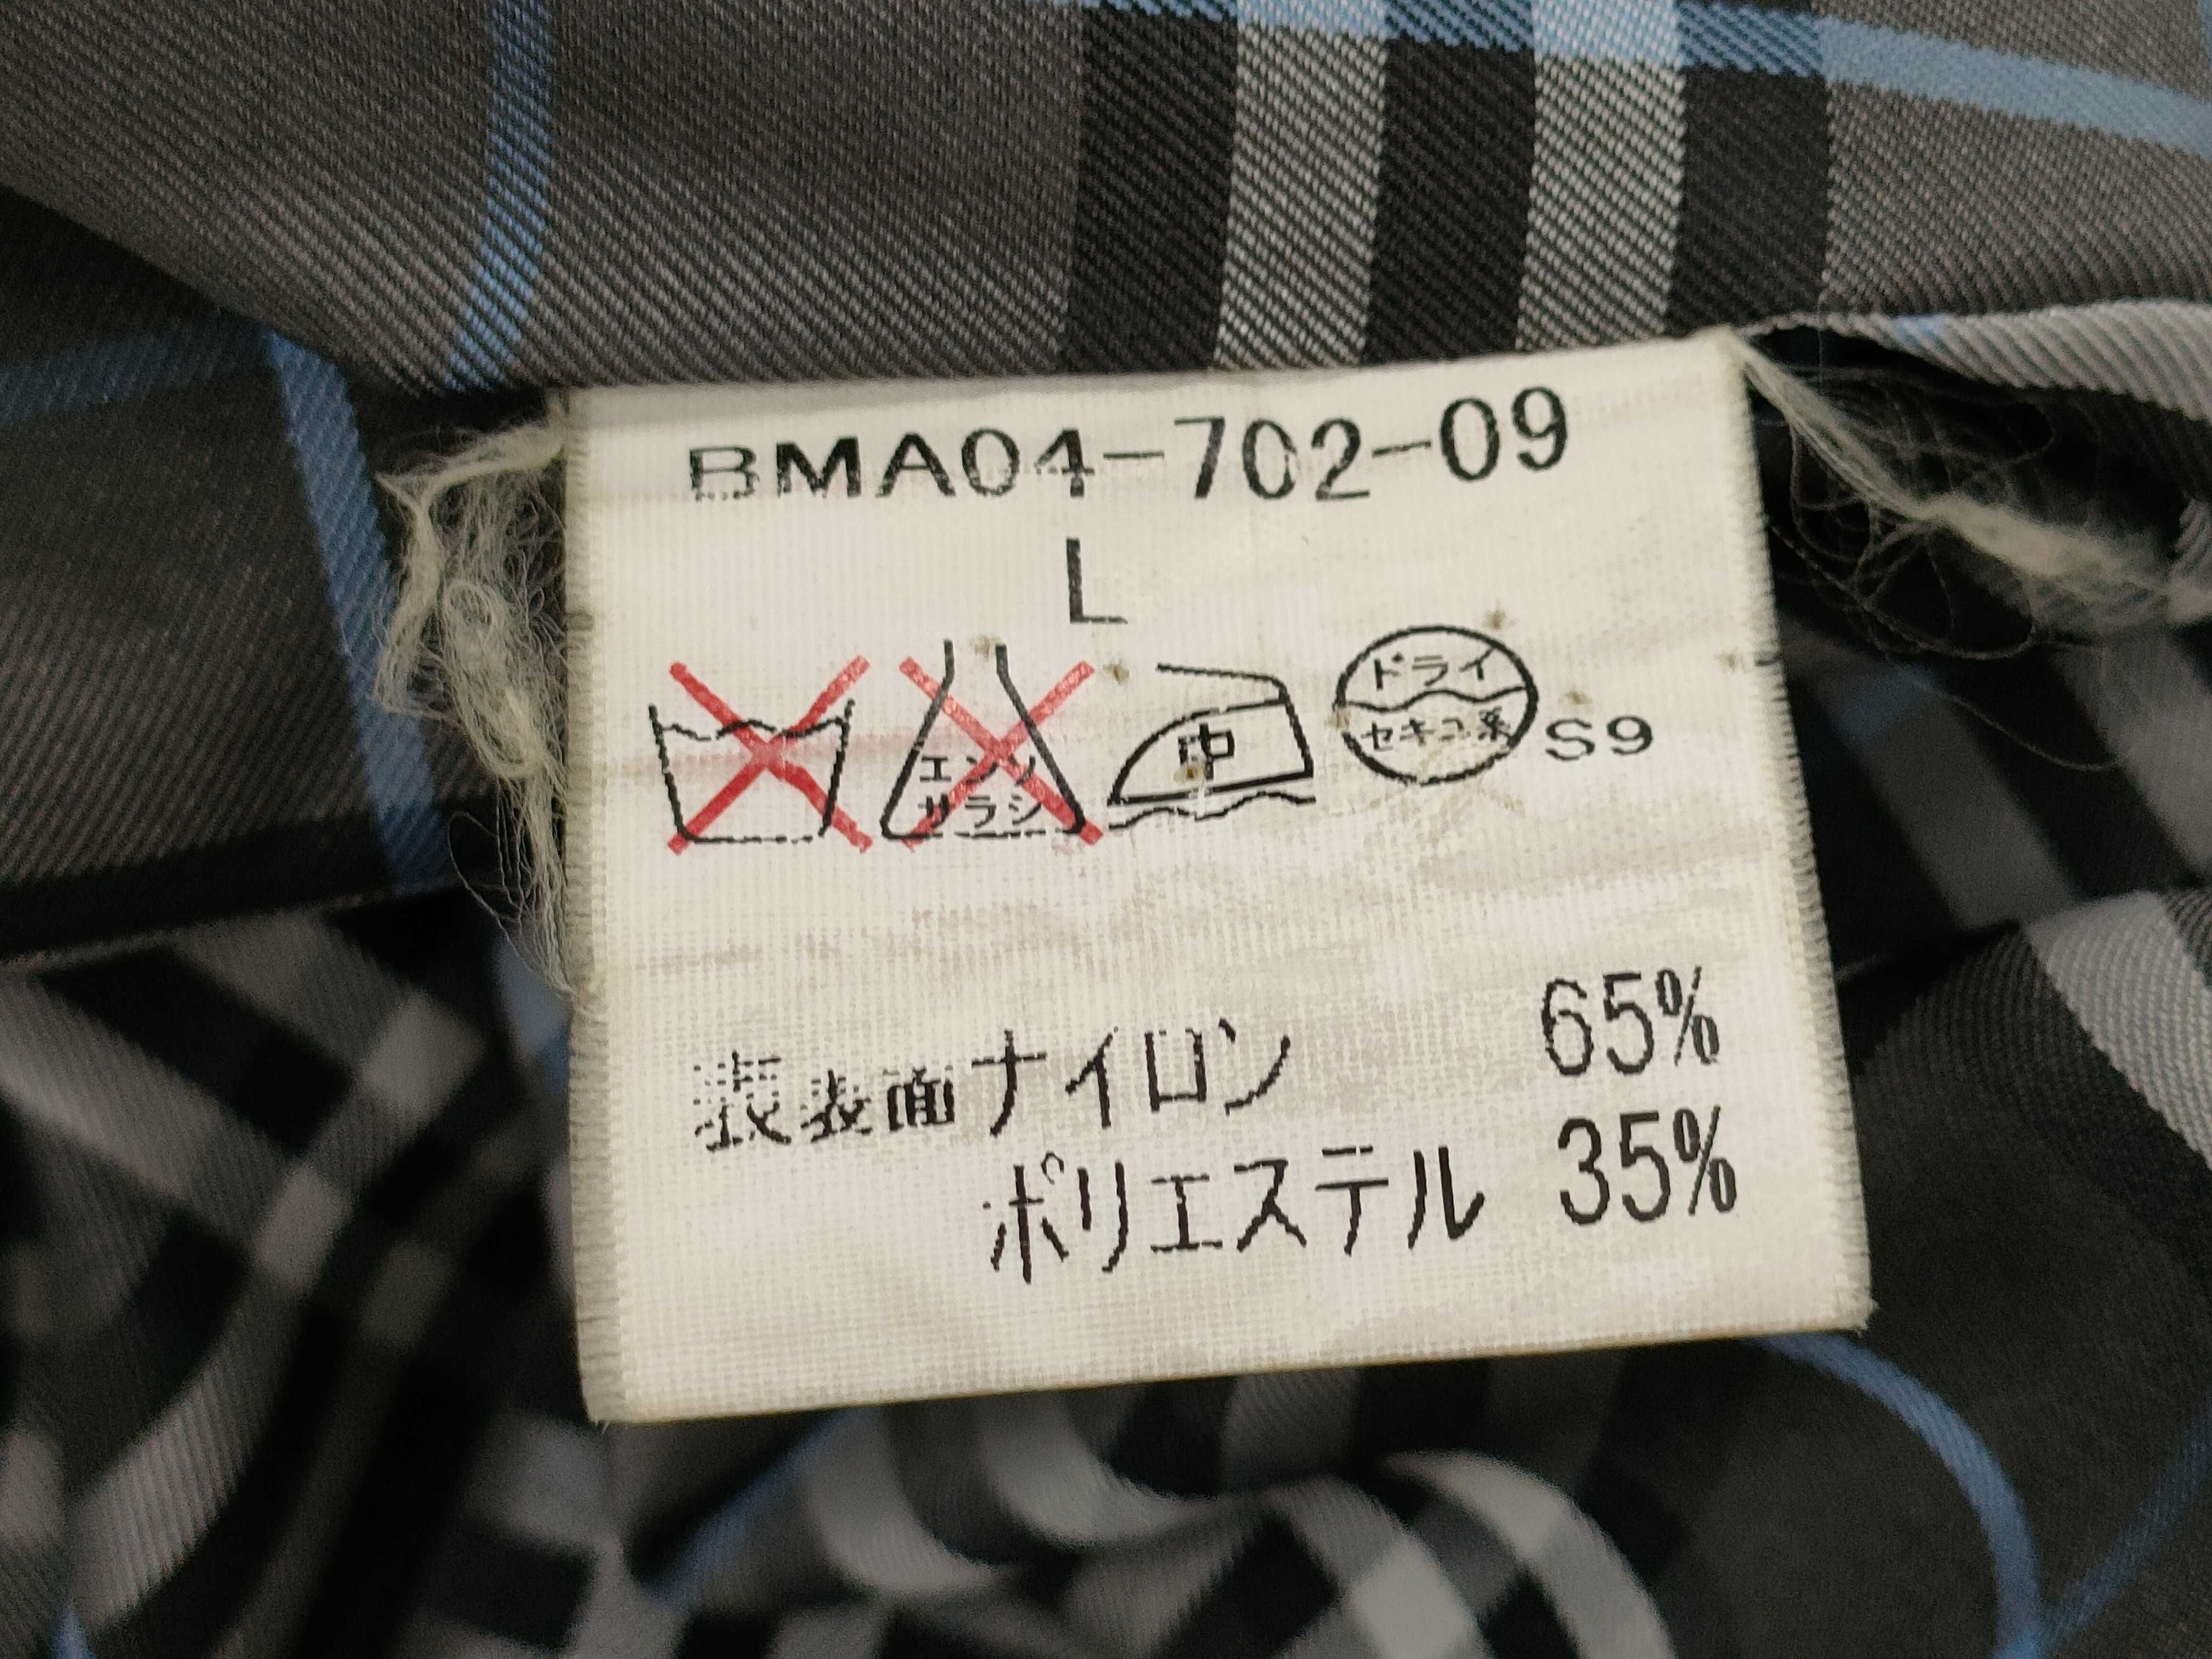 BMA04-702-09
L
エンソ
サラシ
中
ドライ
セキユ系
S9
表表面ナイロン 65%
ポリエステル 35%